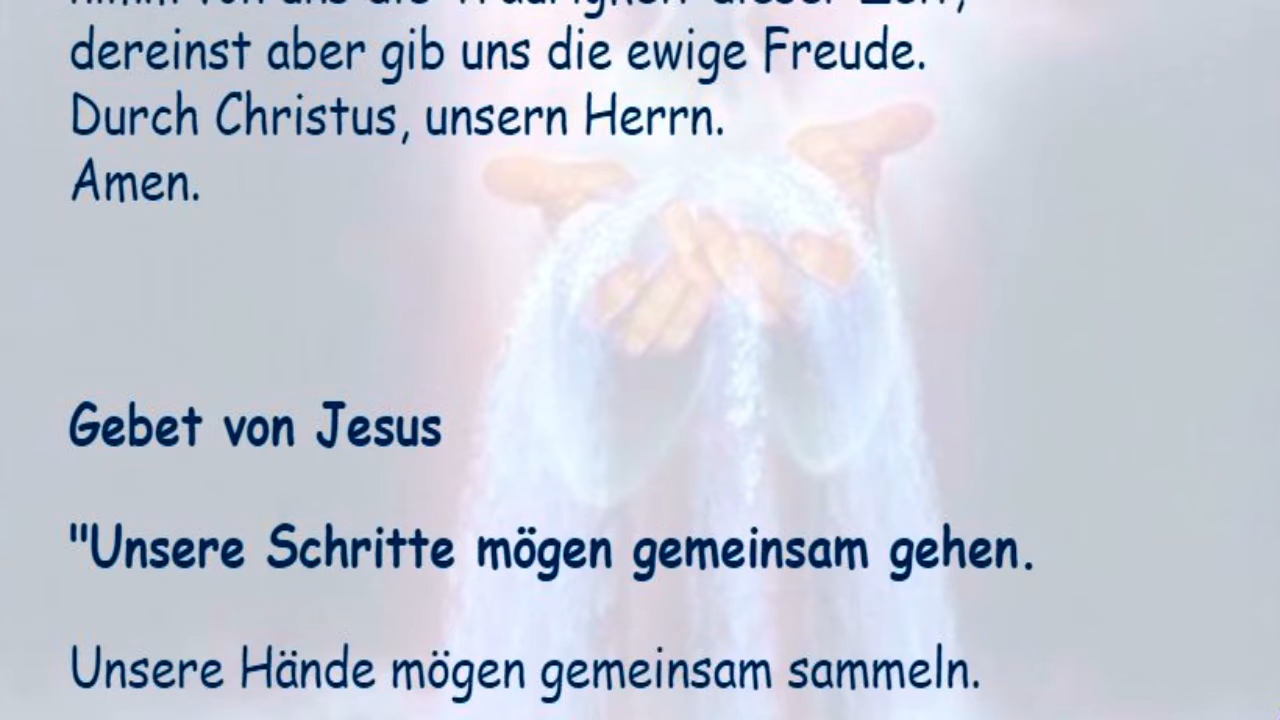 dereinst aber gib uns die ewige Freude.
Durch Christus, unsern Herrn.
Amen.
Gebet von Jesus
"Unsere Schritte mögen gemeinsam gehen.
Unsere Hände mögen gemeinsam sammeln.